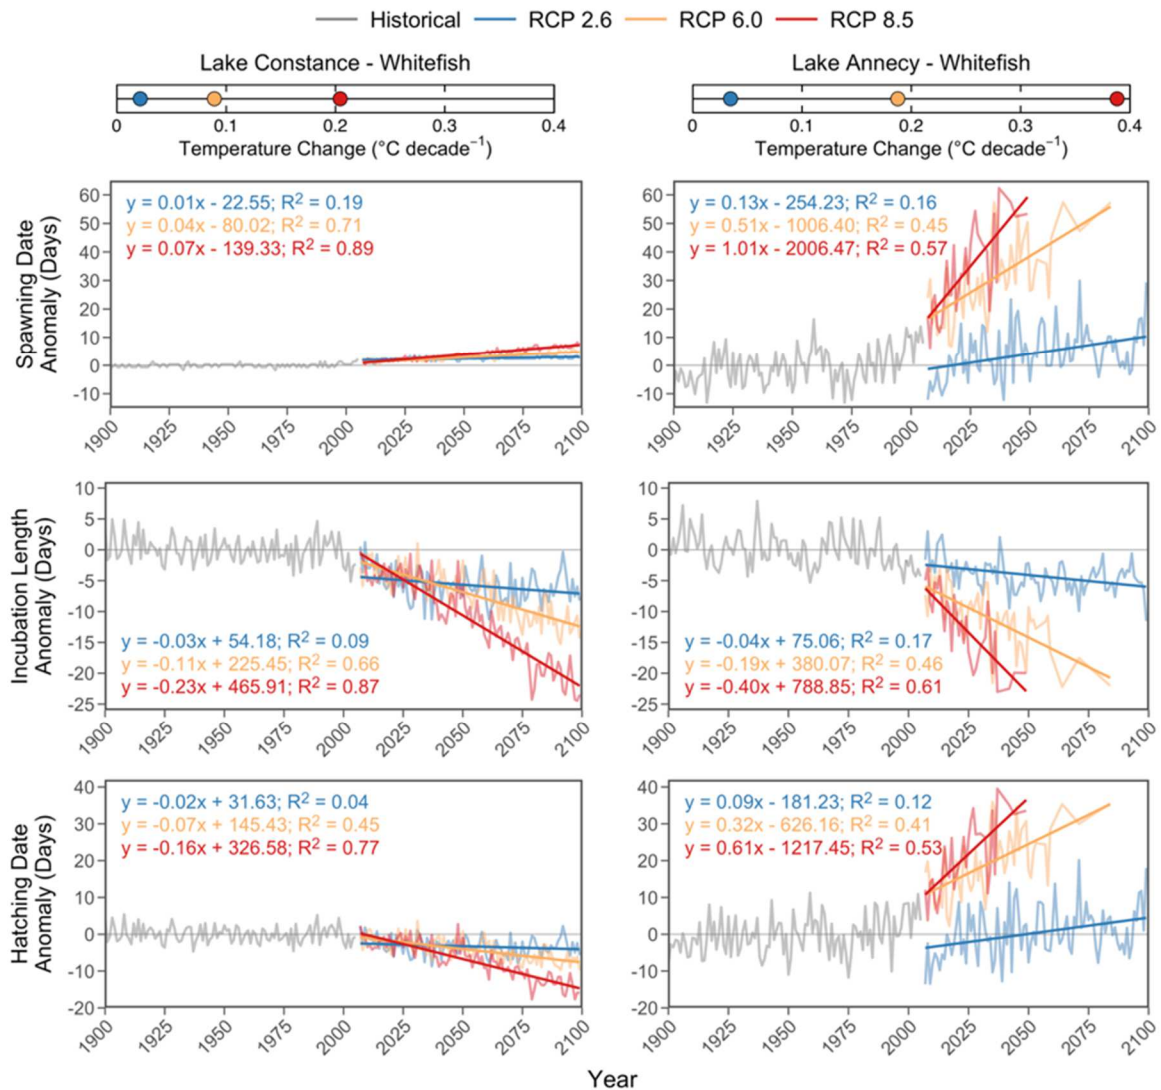 Historical RCP 2.6 RCP 6.0 RCP 8.5
Lake Constance - Whitefish
0 0.1 0.2 0.3 0.4
Temperature Change (°C decade⁻¹)
Lake Annecy - Whitefish
0 0.1 0.2 0.3 0.4
Temperature Change (°C decade⁻¹)
Spawning Date
Anomaly (Days)
60
50
40
30
20
10
0
-10
y = 0.01x - 22.55; R² = 0.19
y = 0.04x - 80.02; R² = 0.71
y = 0.07x - 139.33; R² = 0.89
1900 1925 1950 1975 2000 2025 2050 2075 2100
60
50
40
30
20
10
0
-10
y = 0.13x - 254.23; R² = 0.16
y = 0.51x - 1006.40; R² = 0.45
y = 1.01x - 2006.47; R² = 0.57
1900 1925 1950 1975 2000 2025 2050 2075 2100
Incubation Length
Anomaly (Days)
10
5
0
-5
-10
-15
-20
-25
y = -0.03x + 54.18; R² = 0.09
y = -0.11x + 225.45; R² = 0.66
y = -0.23x + 465.91; R² = 0.87
1900 1925 1950 1975 2000 2025 2050 2075 2100
10
5
0
-5
-10
-15
-20
-25
y = -0.04x + 75.06; R² = 0.17
y = -0.19x + 380.07; R² = 0.46
y = -0.40x + 788.85; R² = 0.61
1900 1925 1950 1975 2000 2025 2050 2075 2100
Hatching Date
Anomaly (Days)
40
30
20
10
0
-10
-20
y = -0.02x + 31.63; R² = 0.04
y = -0.07x + 145.43; R² = 0.45
y = -0.16x + 326.58; R² = 0.77
1900 1925 1950 1975 2000 2025 2050 2075 2100
40
30
20
10
0
-10
-20
y = 0.09x - 181.23; R² = 0.12
y = 0.32x - 626.16; R² = 0.41
y = 0.61x - 1217.45; R² = 0.53
1900 1925 1950 1975 2000 2025 2050 2075 2100
Year